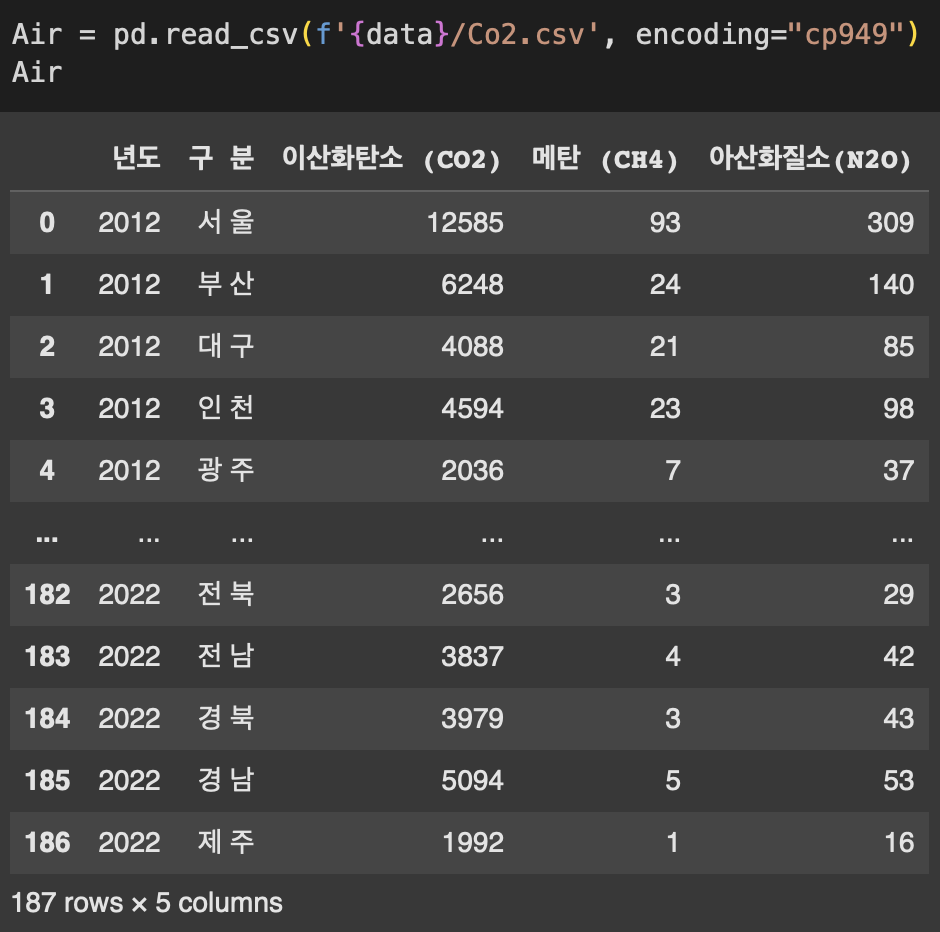 Air = pd.read_csv(f'{data}/Co2.csv', encoding="cp949")
Air
년도 구 분 이산화탄소 (CO2) 메탄 (CH4) 아산화질소(N2O)
0 2012 서 울 12585 93 309
1 2012 부 산 6248 24 140
2 2012 대 구 4088 21 85
3 2012 인 천 4594 23 98
4 2012 광 주 2036 7 37
... ... ... ... ... ...
182 2022 전 북 2656 3 29
183 2022 전 남 3837 4 42
184 2022 경 북 3979 3 43
185 2022 경 남 5094 5 53
186 2022 제 주 1992 1 16
187 rows × 5 columns